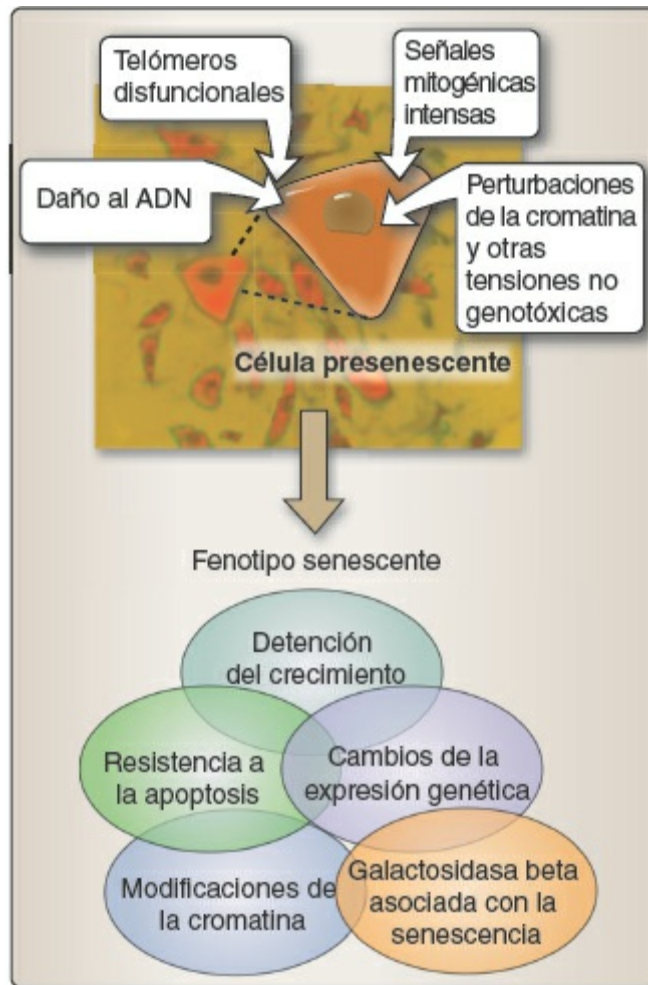 Telómeros
disfuncionales
Señales
mitogénicas
intensas
Daño al ADN
Perturbaciones
de la cromatina
y otras
tensiones no
genotóxicas
Célula presenescente
Fenotipo senescente
Detención
del crecimiento
Resistencia a
la apoptosis
Cambios de la
expresión genética
Modificaciones de
la cromatina
Galactosidasa beta
asociada con la
senescencia